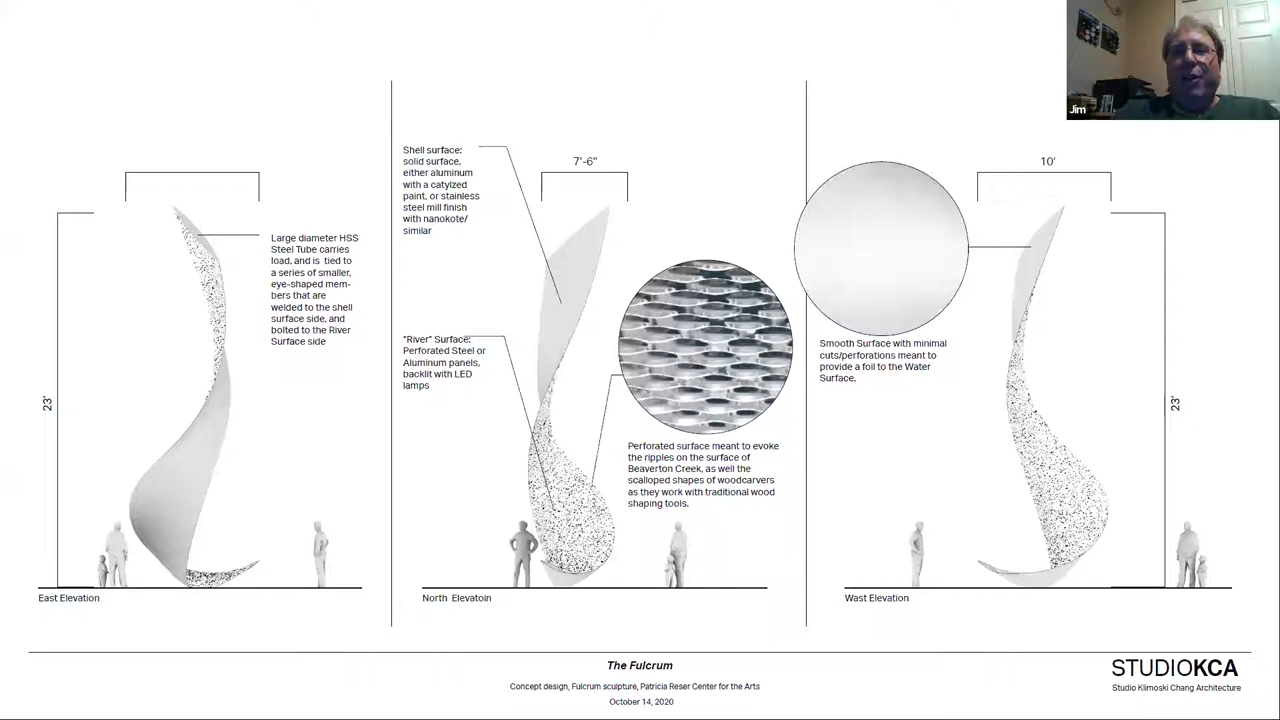 Jim
Large diameter HSS
Steel Tube carries
load, and is tied to
a series of smaller,
eye-shaped mem-
bers that are
welded to the shell
surface side, and
bolted to the River
Surface side
23'
East Elevation
Shell surface:
solid surface,
either aluminum
with a catylzed
paint, or stainless
steel mill finish
with nanokote/
similar
7'-6"
"River" Surface:
Perforated Steel or
Aluminum panels,
backlit with LED
lamps
Perforated surface meant to evoke
the ripples on the surface of
Beaverton Creek, as well the
scalloped shapes of woodcarvers
as they work with traditional wood
shaping tools.
North Elevatoin
10'
Smooth Surface with minimal
cuts/perforations meant to
provide a foil to the Water
Surface.
23'
Wast Elevation
The Fulcrum
Concept design, Fulcrum sculpture, Patricia Reser Center for the Arts
October 14, 2020
STUDIOKCA
Studio Klimoski Chang Architecture